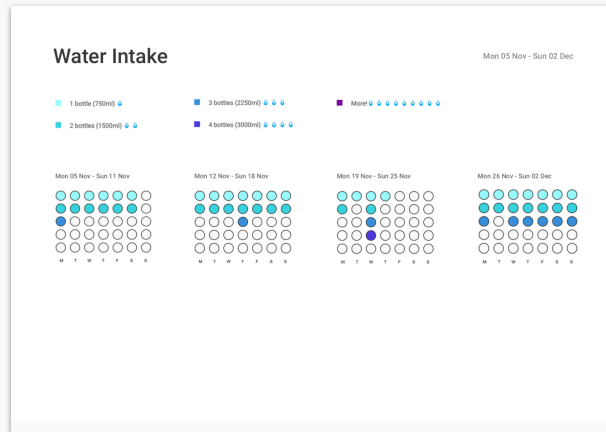 Water Intake
Mon 05 Nov - Sun 02 Dec
1 bottle (750ml) 💧
2 bottles (1500ml) 💧 💧
3 bottles (2250ml) 💧 💧 💧
4 bottles (3000ml) 💧 💧 💧 💧
More! 💧 💧 💧 💧 💧 💧 💧 💧 💧
Mon 05 Nov - Sun 11 Nov
M T W T F S S
Mon 12 Nov - Sun 18 Nov
M T W T F S S
Mon 19 Nov - Sun 25 Nov
M T W T F S S
Mon 26 Nov - Sun 02 Dec
M T W T F S S